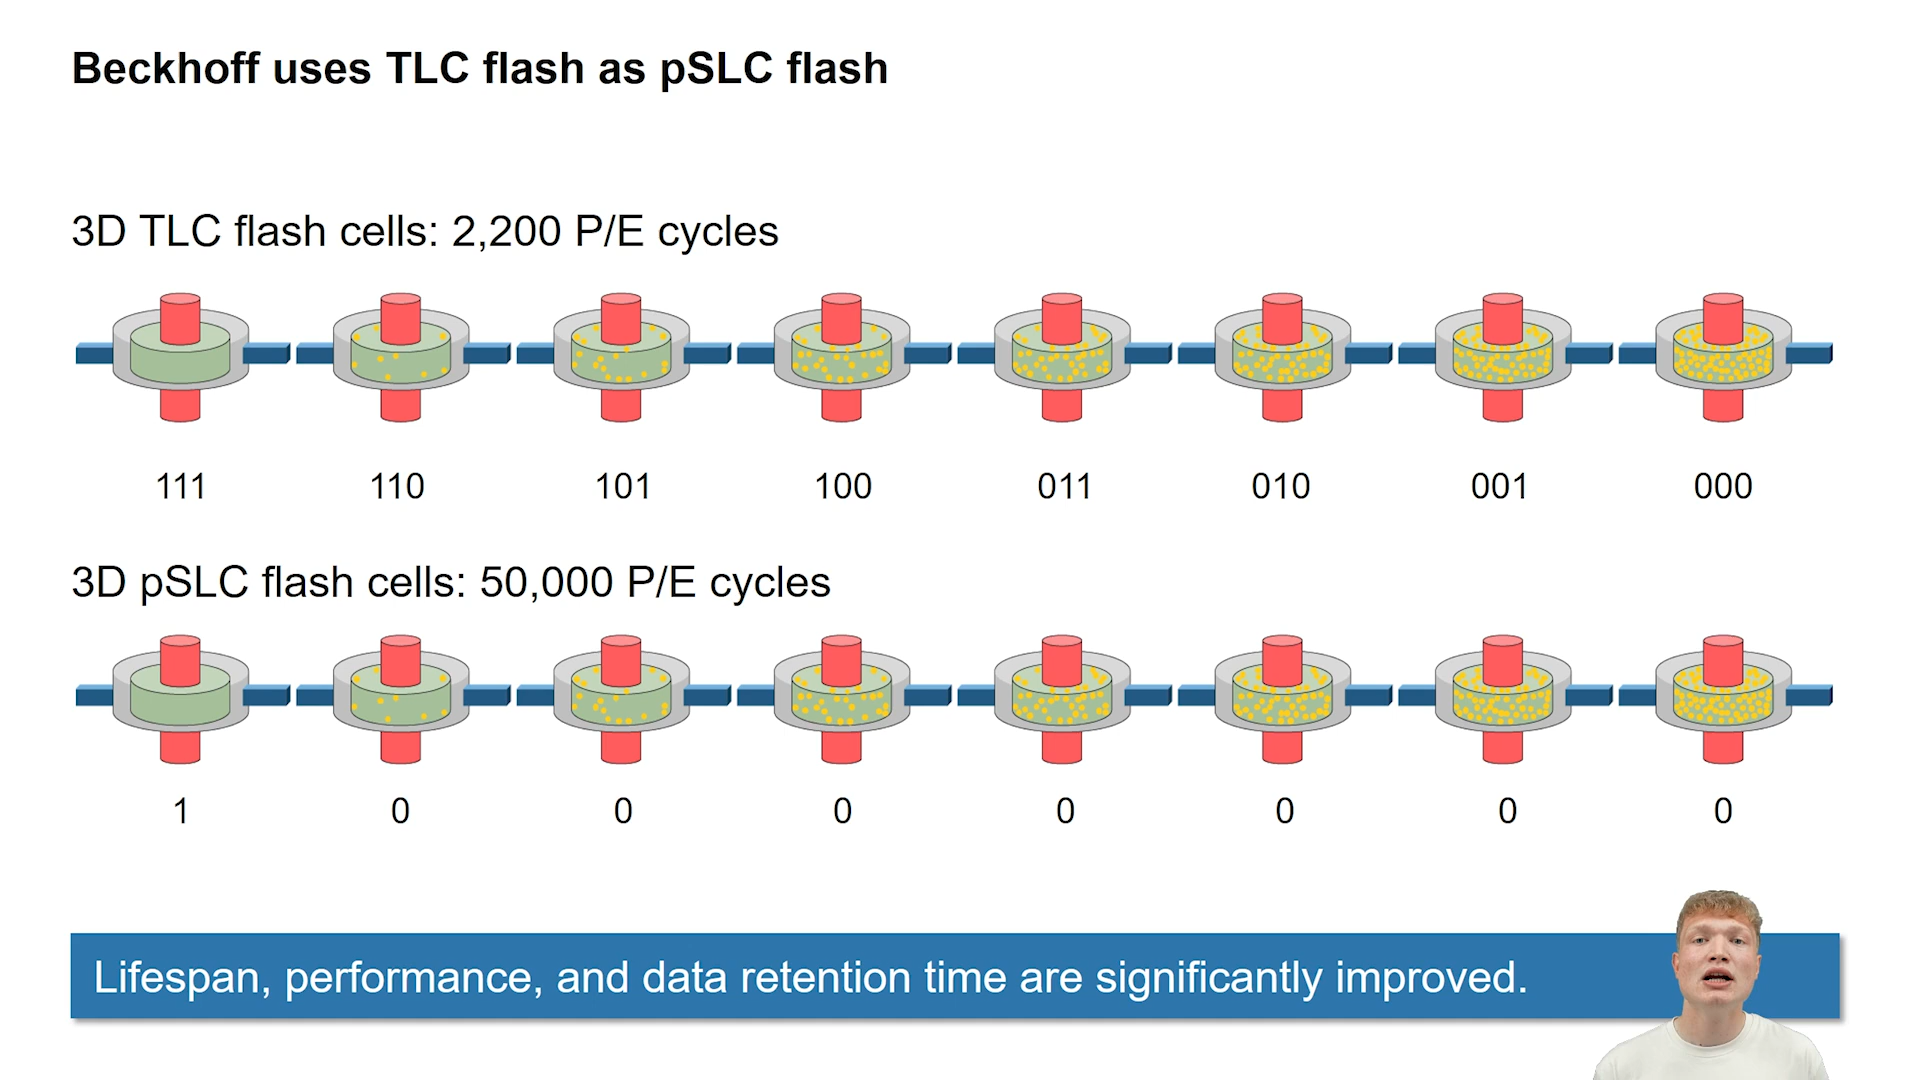 Beckhoff uses TLC flash as pSLC flash
3D TLC flash cells: 2,200 P/E cycles
111 110 101 100 011 010 001 000
3D pSLC flash cells: 50,000 P/E cycles
1 0 0 0 0 0 0 0
Lifespan, performance, and data retention time are significantly improved.